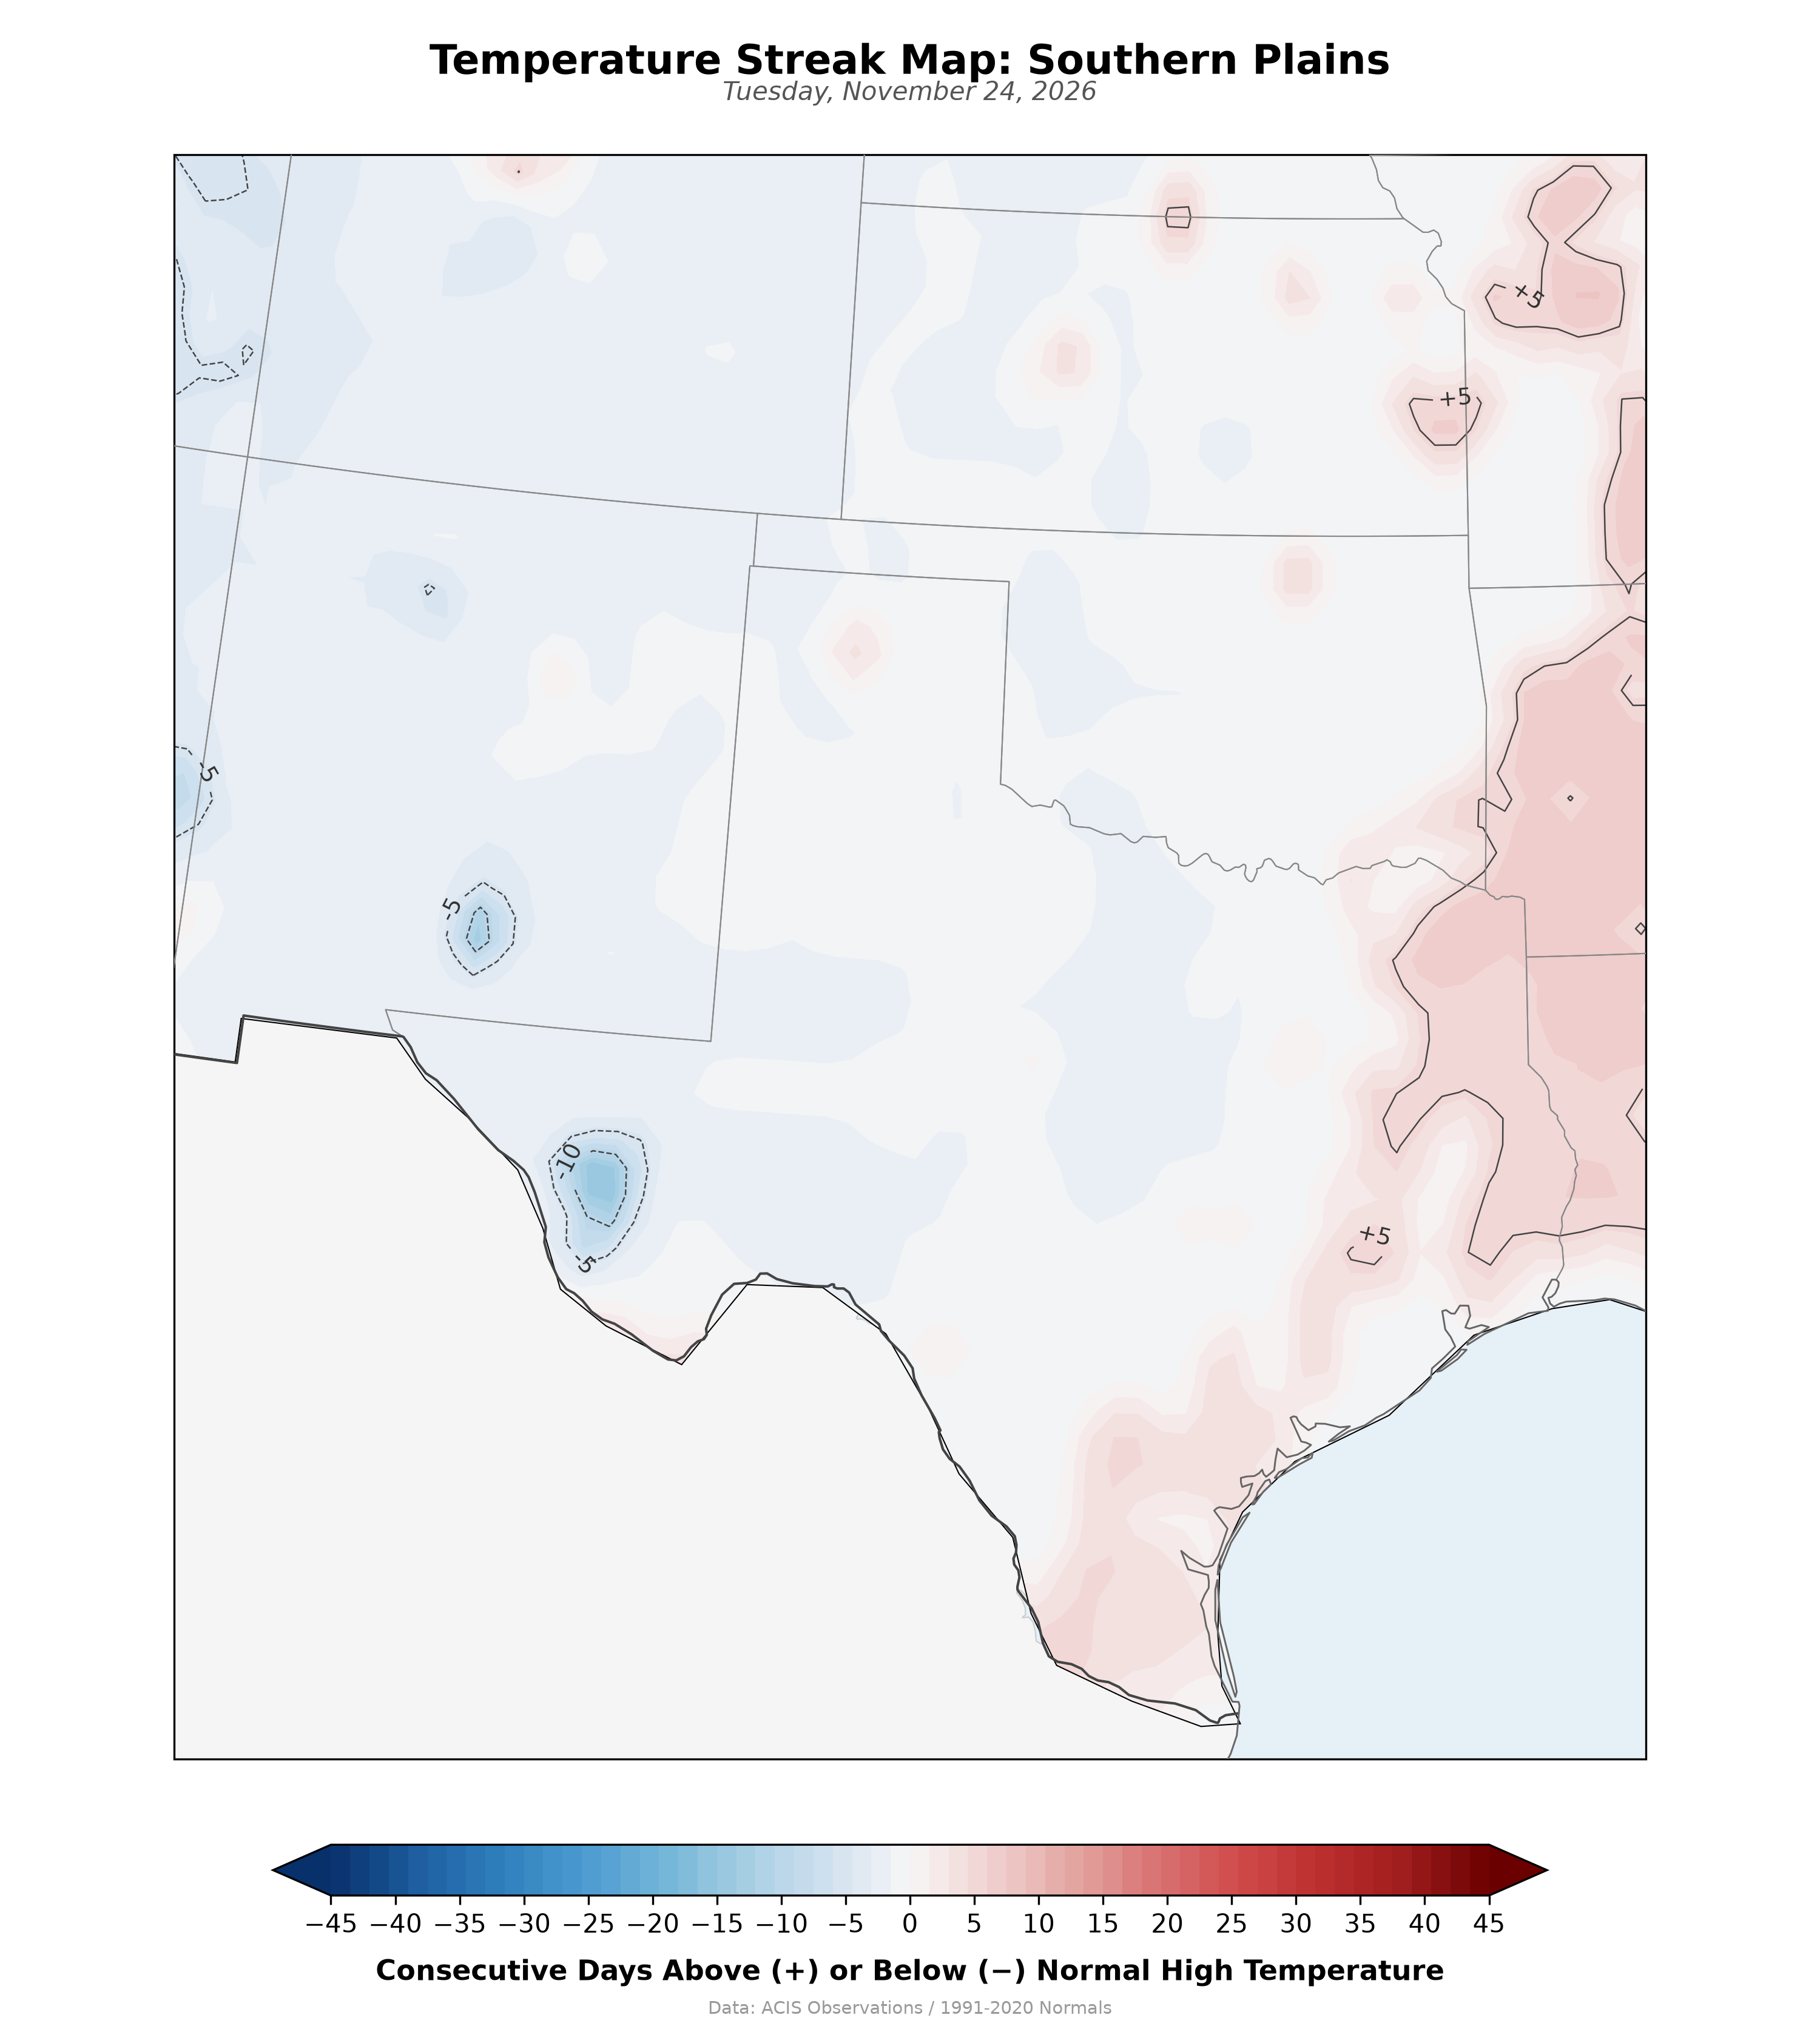 Temperature Streak Map: Southern Plains
Tuesday, November 24, 2026
+5
+5
-5
-5
-10
+5
-5
−45 −40 −35 −30 −25 −20 −15 −10 −5 0 5 10 15 20 25 30 35 40 45
Consecutive Days Above (+) or Below (−) Normal High Temperature
Data: ACIS Observations / 1991-2020 Normals